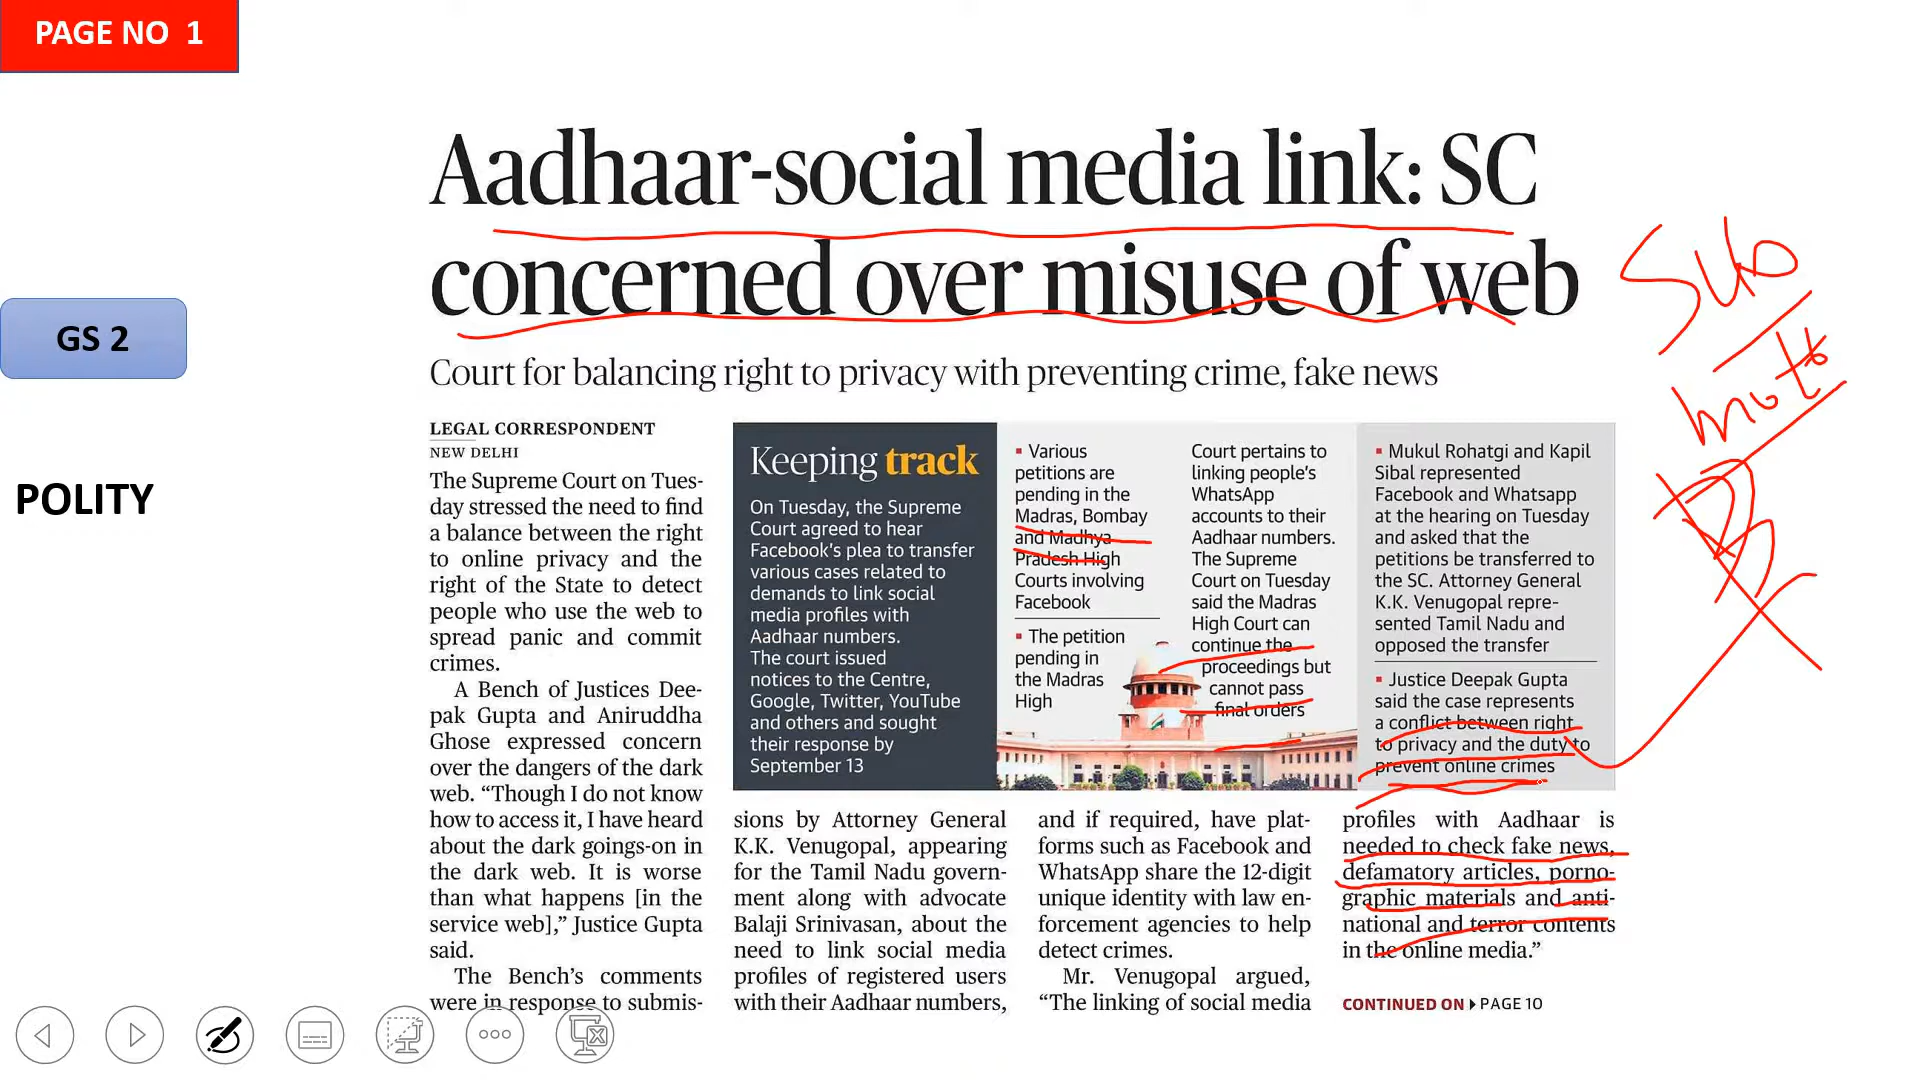 PAGE NO 1
GS 2
POLITY
Aadhaar-social media link: SC
concerned over misuse of web
Court for balancing right to privacy with preventing crime, fake news
LEGAL CORRESPONDENT
NEW DELHI
The Supreme Court on Tues-
day stressed the need to find
a balance between the right
to online privacy and the
right of the State to detect
people who use the web to
spread panic and commit
crimes.
A Bench of Justices Dee-
pak Gupta and Aniruddha
Ghose expressed concern
over the dangers of the dark
web. “Though I do not know
how to access it, I have heard
about the dark goings-on in
the dark web. It is worse
than what happens [in the
service web],” Justice Gupta
said.
The Bench’s comments
were in response to submis-
Keeping track
On Tuesday, the Supreme
Court agreed to hear
Facebook’s plea to transfer
various cases related to
demands to link social
media profiles with
Aadhaar numbers.
The court issued
notices to the Centre,
Google, Twitter, YouTube
and others and sought
their response by
September 13
▪ Various
petitions are
pending in the
Madras, Bombay
and Madhya
Pradesh High
Courts involving
Facebook
▪ The petition
pending in
the Madras
High
Court pertains to
linking people’s
WhatsApp
accounts to their
Aadhaar numbers.
The Supreme
Court on Tuesday
said the Madras
High Court can
continue the
proceedings but
cannot pass
final orders
▪ Mukul Rohatgi and Kapil
Sibal represented
Facebook and Whatsapp
at the hearing on Tuesday
and asked that the
petitions be transferred to
the SC. Attorney General
K.K. Venugopal repre-
sented Tamil Nadu and
opposed the transfer
▪ Justice Deepak Gupta
said the case represents
a conflict between right
to privacy and the duty to
prevent online crimes
sions by Attorney General
K.K. Venugopal, appearing
for the Tamil Nadu govern-
ment along with advocate
Balaji Srinivasan, about the
need to link social media
profiles of registered users
with their Aadhaar numbers,
and if required, have plat-
forms such as Facebook and
WhatsApp share the 12-digit
unique identity with law en-
forcement agencies to help
detect crimes.
Mr. Venugopal argued,
“The linking of social media
profiles with Aadhaar is
needed to check fake news,
defamatory articles, porno-
graphic materials and anti-
national and terror contents
in the online media.”
CONTINUED ON ▸ PAGE 10